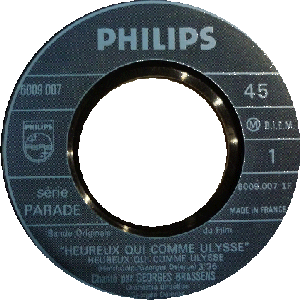 PHILIPS
6009.007
45
PHILIPS
B.I.E.M
1
série
PARADE
6009.007 1F
MADE IN FRANCE
Bande Originale du Film
"HEUREUX QUI COMME ULYSSE"
HEUREUX QUI COMME ULYSSE
Chanté par GEORGES BRASSENS